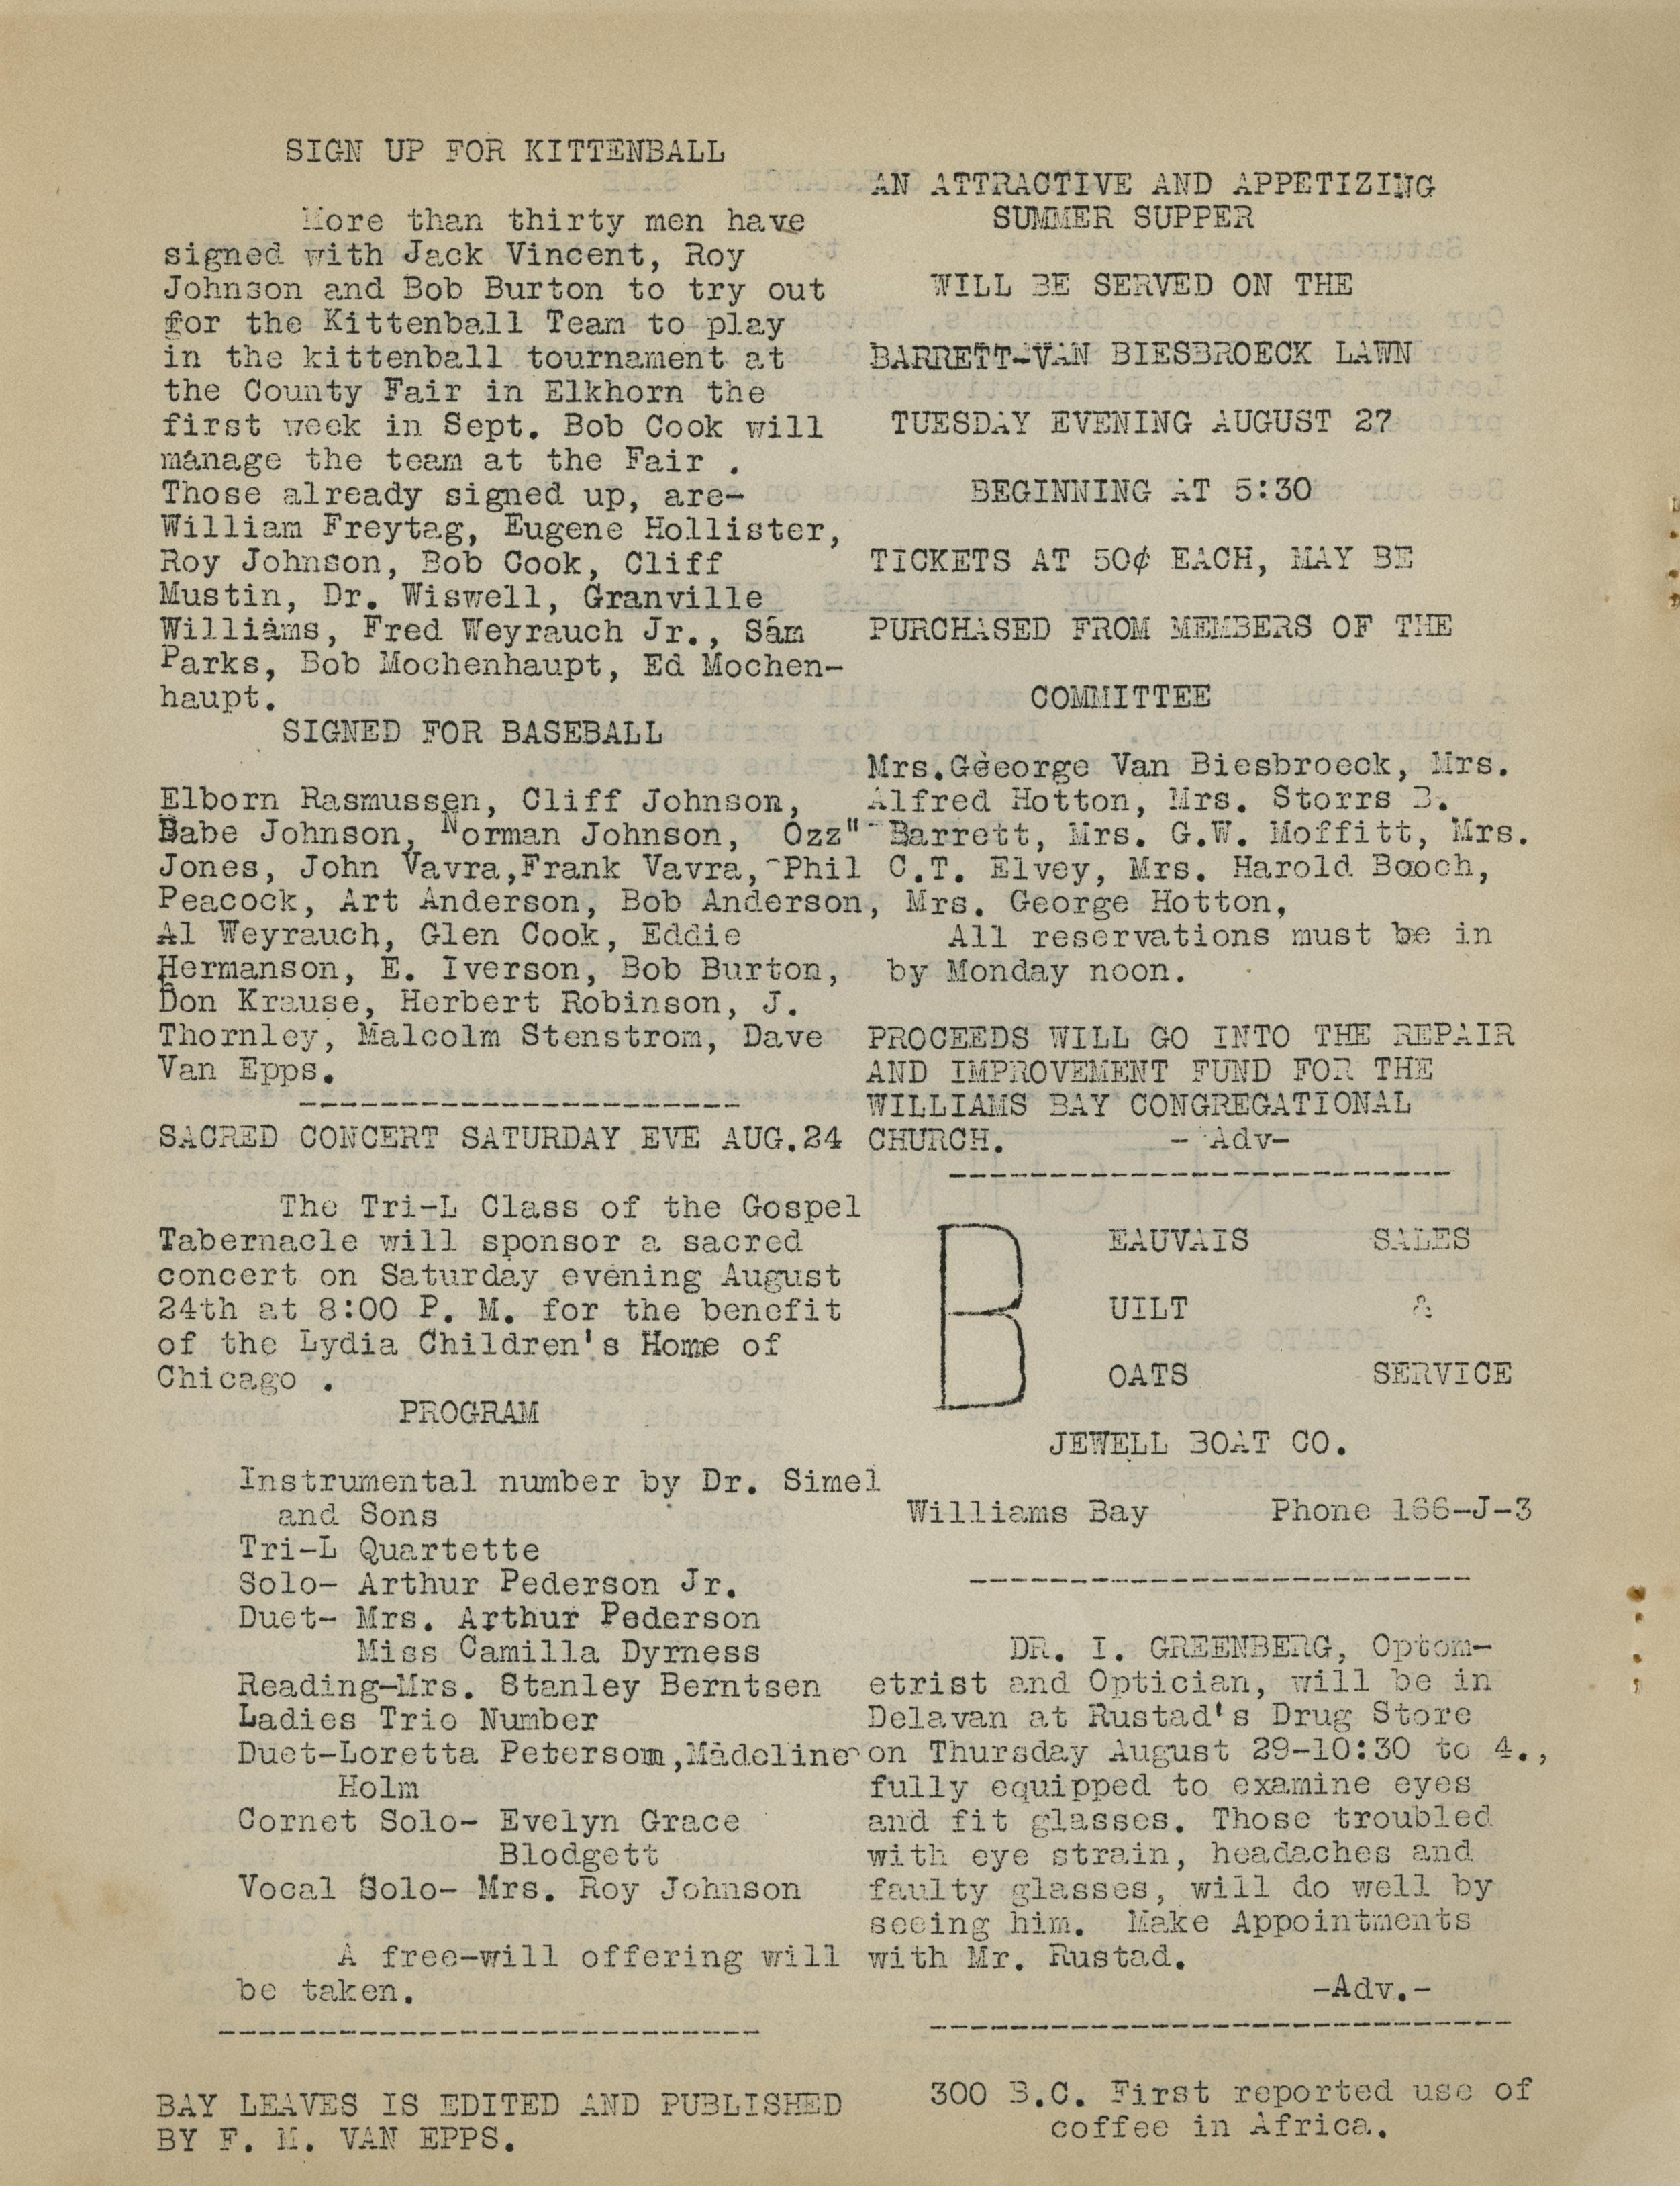 SIGN UP FOR KITTENBALL
More than thirty men have
signed with Jack Vincent, Roy
Johnson and Bob Burton to try out
for the Kittenball Team to play
in the kittenball tournament at
the County Fair in Elkhorn the
first week in Sept. Bob Cook will
manage the team at the Fair .
Those already signed up, are-
William Freytag, Eugene Hollister,
Roy Johnson, Bob Cook, Cliff
Mustin, Dr. Wiswell, Granville
Williams, Fred Weyrauch Jr., Sam
Parks, Bob Mochenhaupt, Ed Mochen-
haupt.
SIGNED FOR BASEBALL
Elborn Rasmussen, Cliff Johnson,
Babe Johnson, Norman Johnson, Ozz"
Jones, John Vavra,Frank Vavra, Phil
Peacock, Art Anderson, Bob Anderson,
Al Weyrauch, Glen Cook, Eddie
Hermanson, E. Iverson, Bob Burton,
Don Krause, Herbert Robinson, J.
Thornley, Malcolm Stenstrom, Dave
Van Epps.
----------------------
SACRED CONCERT SATURDAY EVE AUG.24
The Tri-L Class of the Gospel
Tabernacle will sponsor a sacred
concert on Saturday evening August
24th at 8:00 P. M. for the benefit
of the Lydia Children's Home of
Chicago .
PROGRAM
Instrumental number by Dr. Simel
and Sons
Tri-L Quartette
Solo- Arthur Pederson Jr.
Duet- Mrs. Arthur Pederson
Miss Camilla Dyrness
Reading-Mrs. Stanley Berntsen
Ladies Trio Number
Duet-Loretta Petersom,Madeline
Holm
Cornet Solo- Evelyn Grace
Blodgett
Vocal Solo- Mrs. Roy Johnson
A free-will offering will
be taken.
---------------------------
BAY LEAVES IS EDITED AND PUBLISHED
BY F. M. VAN EPPS.
AN ATTRACTIVE AND APPETIZING
SUMMER SUPPER
WILL BE SERVED ON THE
BARRETT-VAN BIESBROECK LAWN
TUESDAY EVENING AUGUST 27
BEGINNING AT 5:30
TICKETS AT 50¢ EACH, MAY BE
PURCHASED FROM MEMBERS OF THE
COMMITTEE
Mrs.Geeorge Van Biesbroeck, Mrs.
Alfred Hotton, Mrs. Storrs B.
Barrett, Mrs. G.W. Moffitt, Mrs.
C.T. Elvey, Mrs. Harold Booch,
Mrs. George Hotton,
All reservations must be in
by Monday noon.
PROCEEDS WILL GO INTO THE REPAIR
AND IMPROVEMENT FUND FOR THE
WILLIAMS BAY CONGREGATIONAL
CHURCH. - Adv-
-------------------------
B EAUVAIS SALES
UILT &
OATS SERVICE
JEWELL BOAT CO.
Williams Bay Phone 166-J-3
-------------------------
DR. I. GREENBERG, Optom-
etrist and Optician, will be in
Delavan at Rustad's Drug Store
on Thursday August 29-10:30 to 4.,
fully equipped to examine eyes
and fit glasses. Those troubled
with eye strain, headaches and
faulty glasses, will do well by
seeing him. Make Appointments
with Mr. Rustad.
-Adv.-
-----------------------------
300 B.C. First reported use of
coffee in Africa.